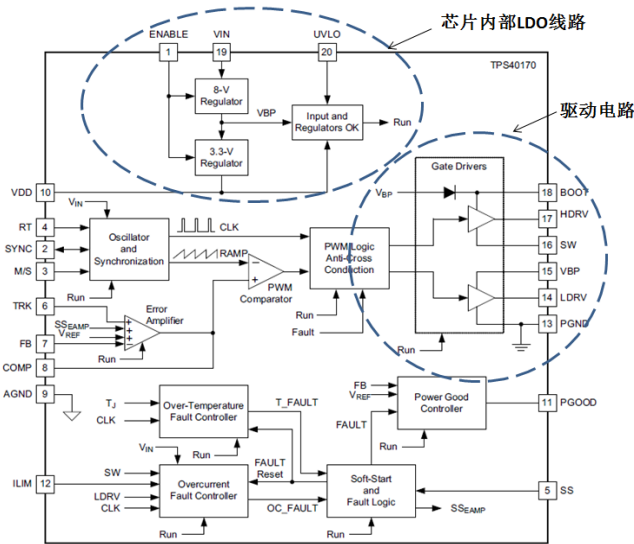 芯片内部LDO线路
ENABLE VIN UVLO
1 19 20
TPS40170
驱动电路
8-V
Regulator
VBP
Input and
Regulators OK
Run
3.3-V
Regulator
Gate Drivers
VDD 10
VIN
VBP
18 BOOT
RT 4
17 HDRV
Oscillator
and
Synchronization
CLK
SYNC 2
PWM Logic
Anti-Cross
Conduction
16 SW
RAMP
M/S 3
15 VBP
PWM
Comparator
Run
14 LDRV
TRK 6
Error
Amplifier
Run
Fault
13 PGND
SSEAMP
VREF
FB 7
Run
Run
COMP 8
AGND 9
FB
VREF
Power Good
Controller
11 PGOOD
TJ
Over-Temperature
Fault Controller
T_FAULT
CLK
FAULT
Run
Run
VIN
FAULT
Reset
SW
ILIM 12
Overcurrent
Fault Controller
Soft-Start
and
Fault Logic
5 SS
LDRV
CLK
OC_FAULT
SSEAMP
Run
Run